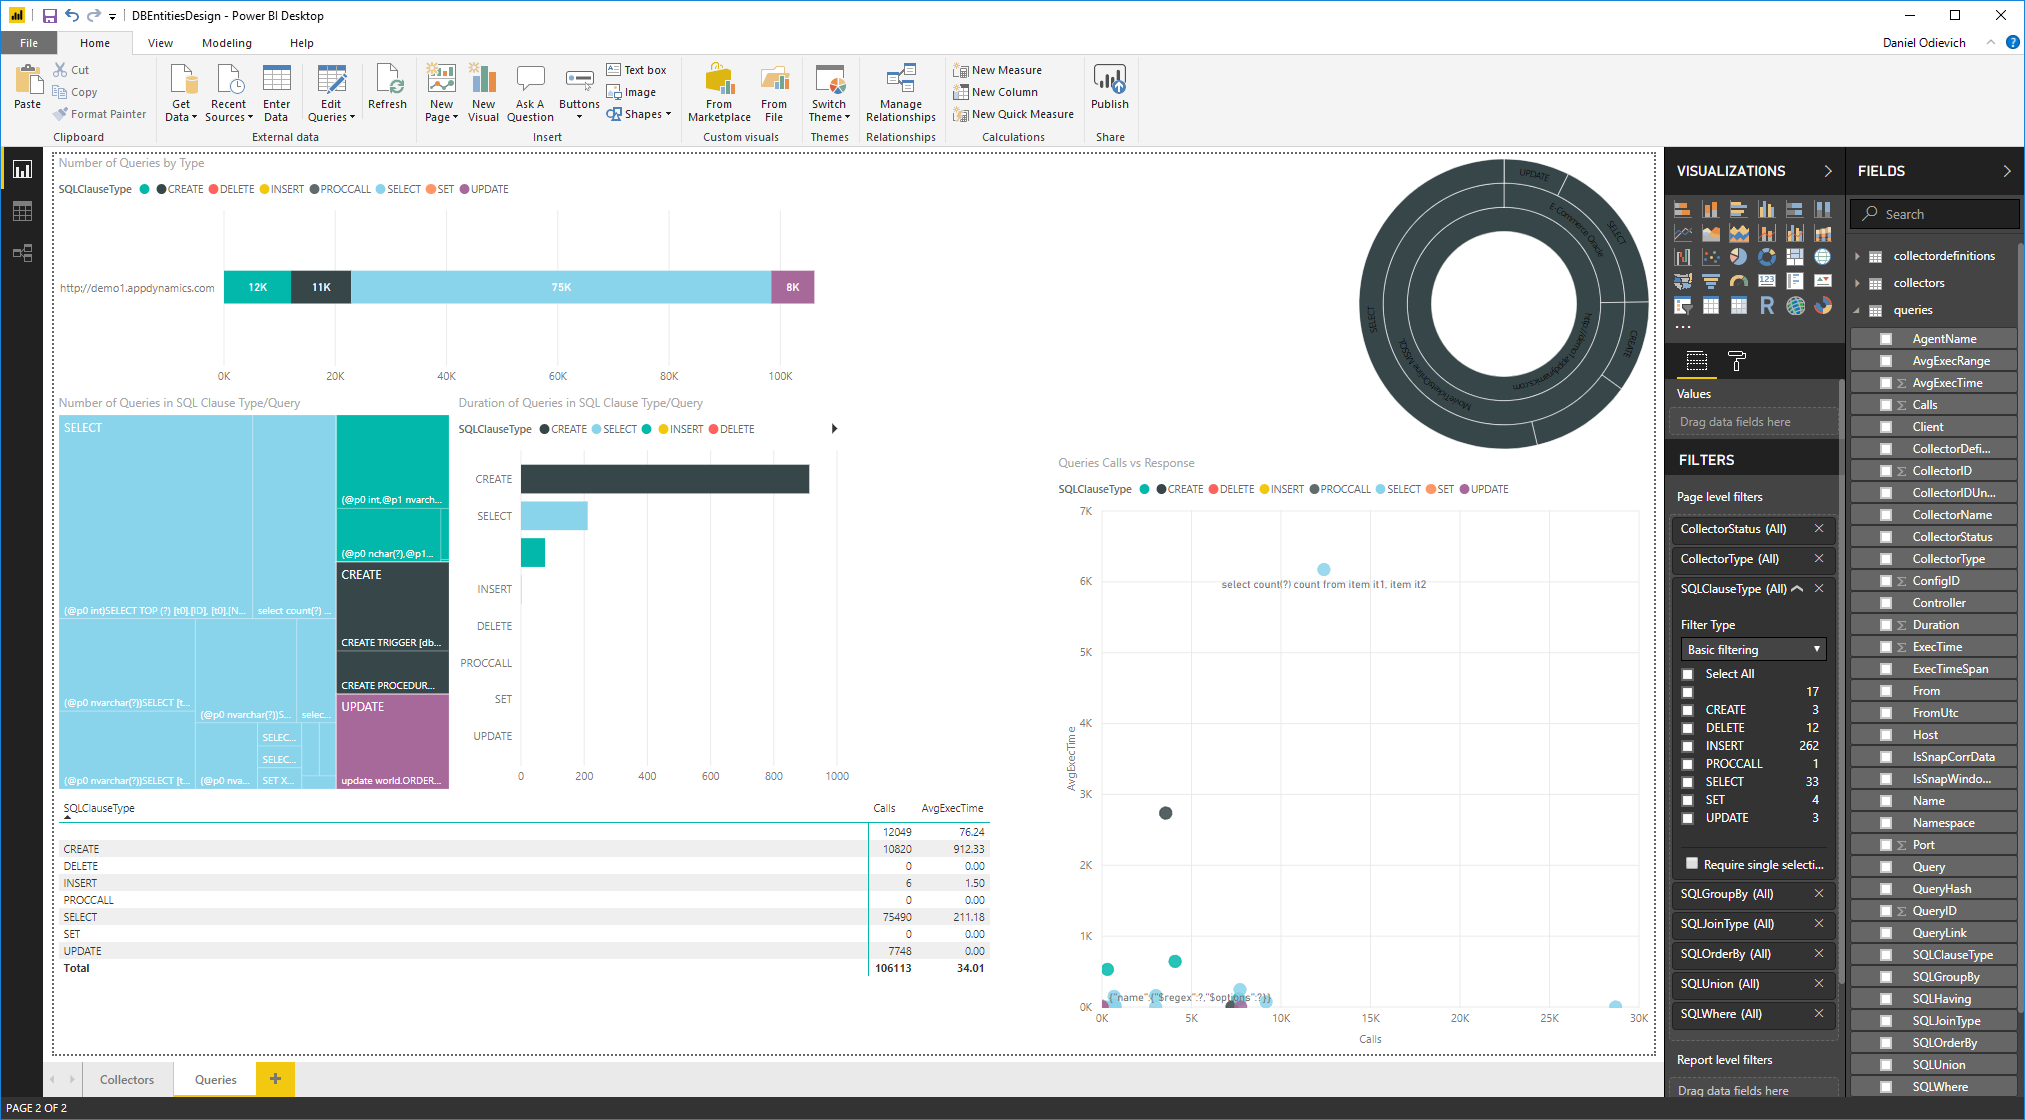 DBEntitiesDesign - Power BI Desktop
File
Home
View
Modeling
Help
Daniel Odievich
Paste
Cut
Copy
Format Painter
Clipboard
Get Data
Recent Sources
Enter Data
Edit Queries
Refresh
External data
New Page
New Visual
Ask A Question
Buttons
Text box
Image
Shapes
Insert
From Marketplace
From File
Custom visuals
Switch Theme
Themes
Manage Relationships
Relationships
New Measure
New Column
New Quick Measure
Calculations
Publish
Share
Number of Queries by Type
SQLClauseType CREATE DELETE INSERT PROCCALL SELECT SET UPDATE
http://demo1.appdynamics.com
12K 11K 75K 8K
0K 20K 40K 60K 80K 100K
UPDATE
SELECT
CREATE
SELECT
E-Commerce Oracle
MovieTicketsOnline MSSQL
http://demo1.appdynamics.com
Number of Queries in SQL Clause Type/Query
SELECT
(@p0 int)SELECT TOP (?) [t0].[ID], [t0].[N...
select count(?) ...
(@p0 nvarchar(?))SELECT [t...
(@p0 nvarchar(?))S...
selec...
(@p0 nvarchar(?))SELECT [t...
(@p0 nva...
SELEC...
SELEC...
SET X...
(@p0 int,@p1 nvarch...
(@p0 nchar(?),@p1...
CREATE
CREATE TRIGGER [db...
CREATE PROCEDUR...
UPDATE
update world.ORDER...
Duration of Queries in SQL Clause Type/Query
SQLClauseType CREATE SELECT INSERT DELETE
CREATE
SELECT
INSERT
DELETE
PROCCALL
SET
UPDATE
0 200 400 600 800 1000
SQLClauseType Calls AvgExecTime
12049 76.24
CREATE 10820 912.33
DELETE 0 0.00
INSERT 6 1.50
PROCCALL 0 0.00
SELECT 75490 211.18
SET 0 0.00
UPDATE 7748 0.00
Total 106113 34.01
Queries Calls vs Response
SQLClauseType CREATE DELETE INSERT PROCCALL SELECT SET UPDATE
7K
6K
5K
4K
3K
2K
1K
0K
AvgExecTime
select count(?) count from item it1, item it2
{"name":{"$regex":?,"$options":?}}
0K 5K 10K 15K 20K 25K 30K
Calls
Collectors
Queries
PAGE 2 OF 2
VISUALIZATIONS
Values
Drag data fields here
FILTERS
Page level filters
CollectorStatus (All)
CollectorType (All)
SQLClauseType (All)
Filter Type
Basic filtering
Select All
17
CREATE 3
DELETE 12
INSERT 262
PROCCALL 1
SELECT 33
SET 4
UPDATE 3
Require single selecti...
SQLGroupBy (All)
SQLJoinType (All)
SQLOrderBy (All)
SQLUnion (All)
SQLWhere (All)
Report level filters
Drag data fields here
FIELDS
Search
collectordefinitions
collectors
queries
AgentName
AvgExecRange
AvgExecTime
Calls
Client
CollectorDefi...
CollectorID
CollectorIDUn...
CollectorName
CollectorStatus
CollectorType
ConfigID
Controller
Duration
ExecTime
ExecTimeSpan
From
FromUtc
Host
IsSnapCorrData
IsSnapWindo...
Name
Namespace
Port
Query
QueryHash
QueryID
QueryLink
SQLClauseType
SQLGroupBy
SQLHaving
SQLJoinType
SQLOrderBy
SQLUnion
SQLWhere